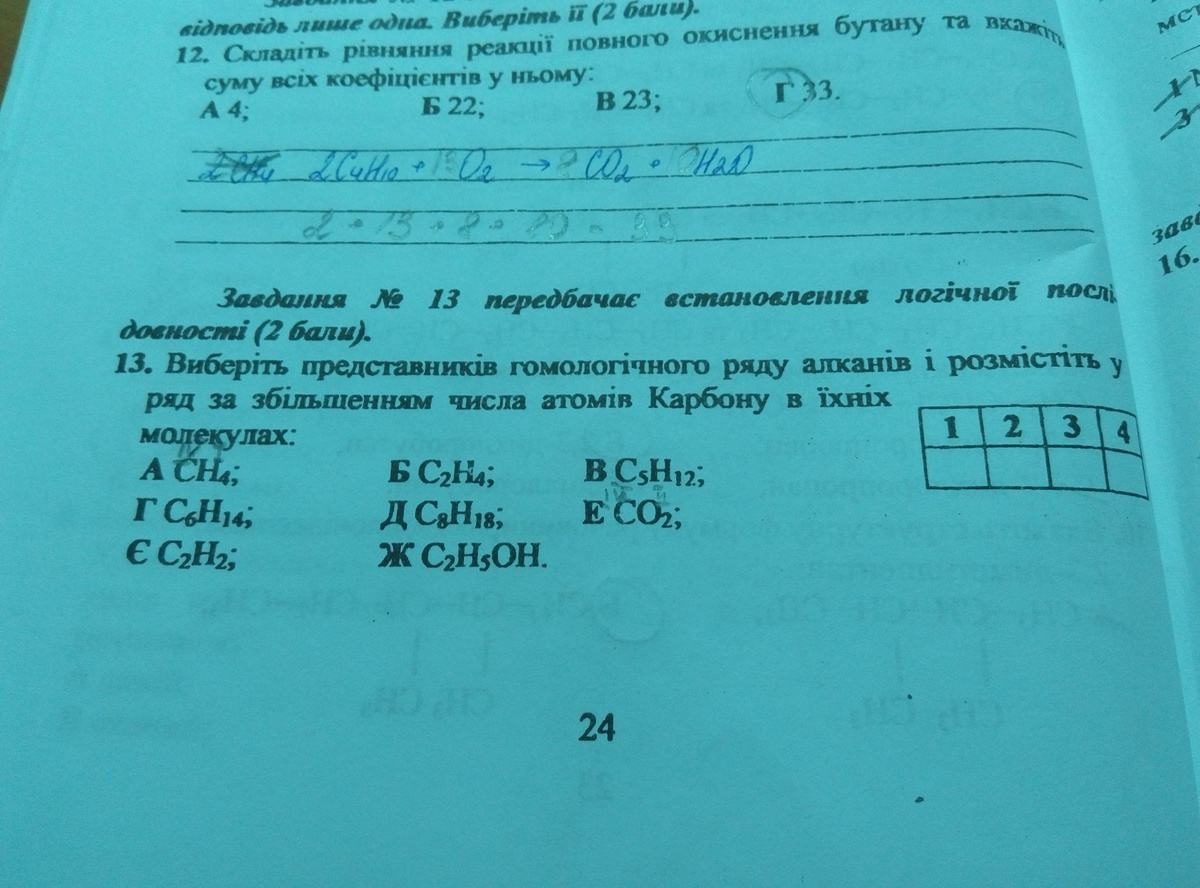 відповідь лише одна. Виберіть її (2 бали).
12. Складіть рівняння реакції повного окиснення бутану та вкажіть
суму всіх коефіцієнтів у ньому:
А 4; Б 22; В 23; Г 33.
2C4H10 + 13O2 → 8CO2 + 10H2O
2 + 13 + 8 + 10 = 33
Завдання № 13 передбачає встановлення логічної послі
довності (2 бали).
13. Виберіть представників гомологічного ряду алканів і розмістіть у
ряд за збільшенням числа атомів Карбону в їхніх
молекулах:
1 2 3 4
А CH4; Б C2H4; В C5H12;
IV II
Г C6H14; Д C8H18; Е CO2;
Є C2H2; Ж C2H5OH.
24
16.